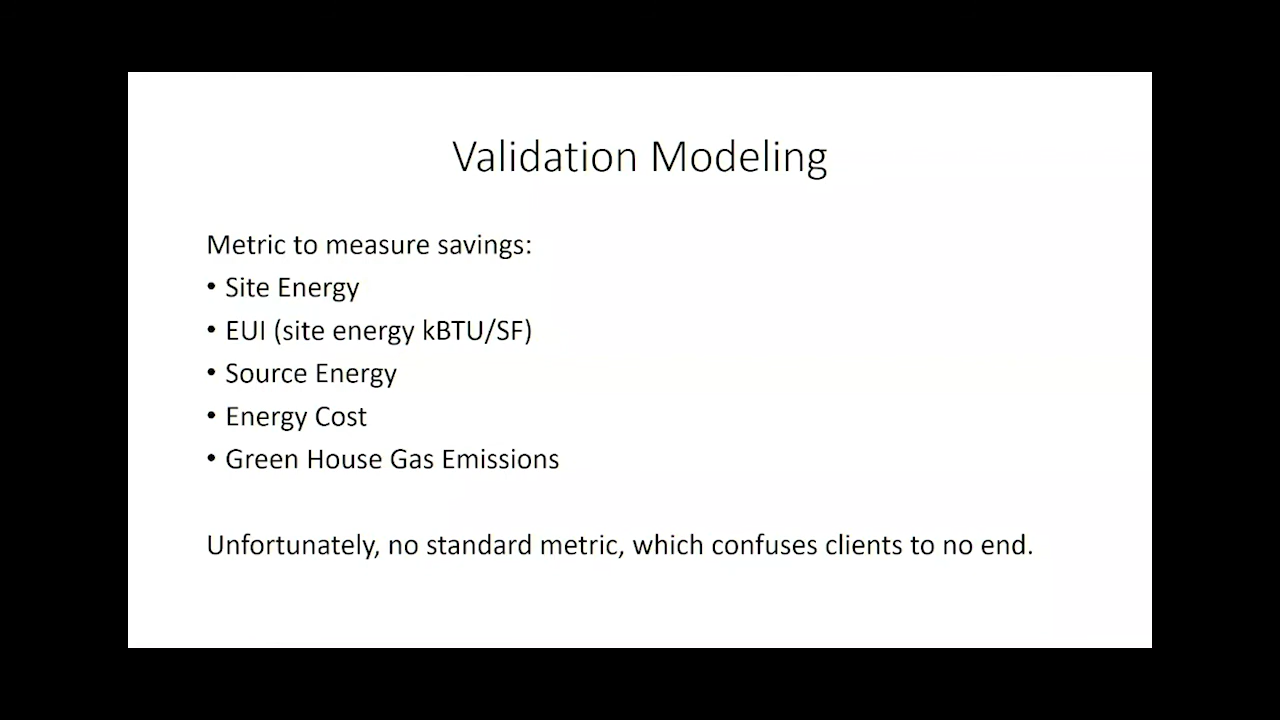 Validation Modeling
Metric to measure savings:
• Site Energy
• EUI (site energy kBTU/SF)
• Source Energy
• Energy Cost
• Green House Gas Emissions
Unfortunately, no standard metric, which confuses clients to no end.